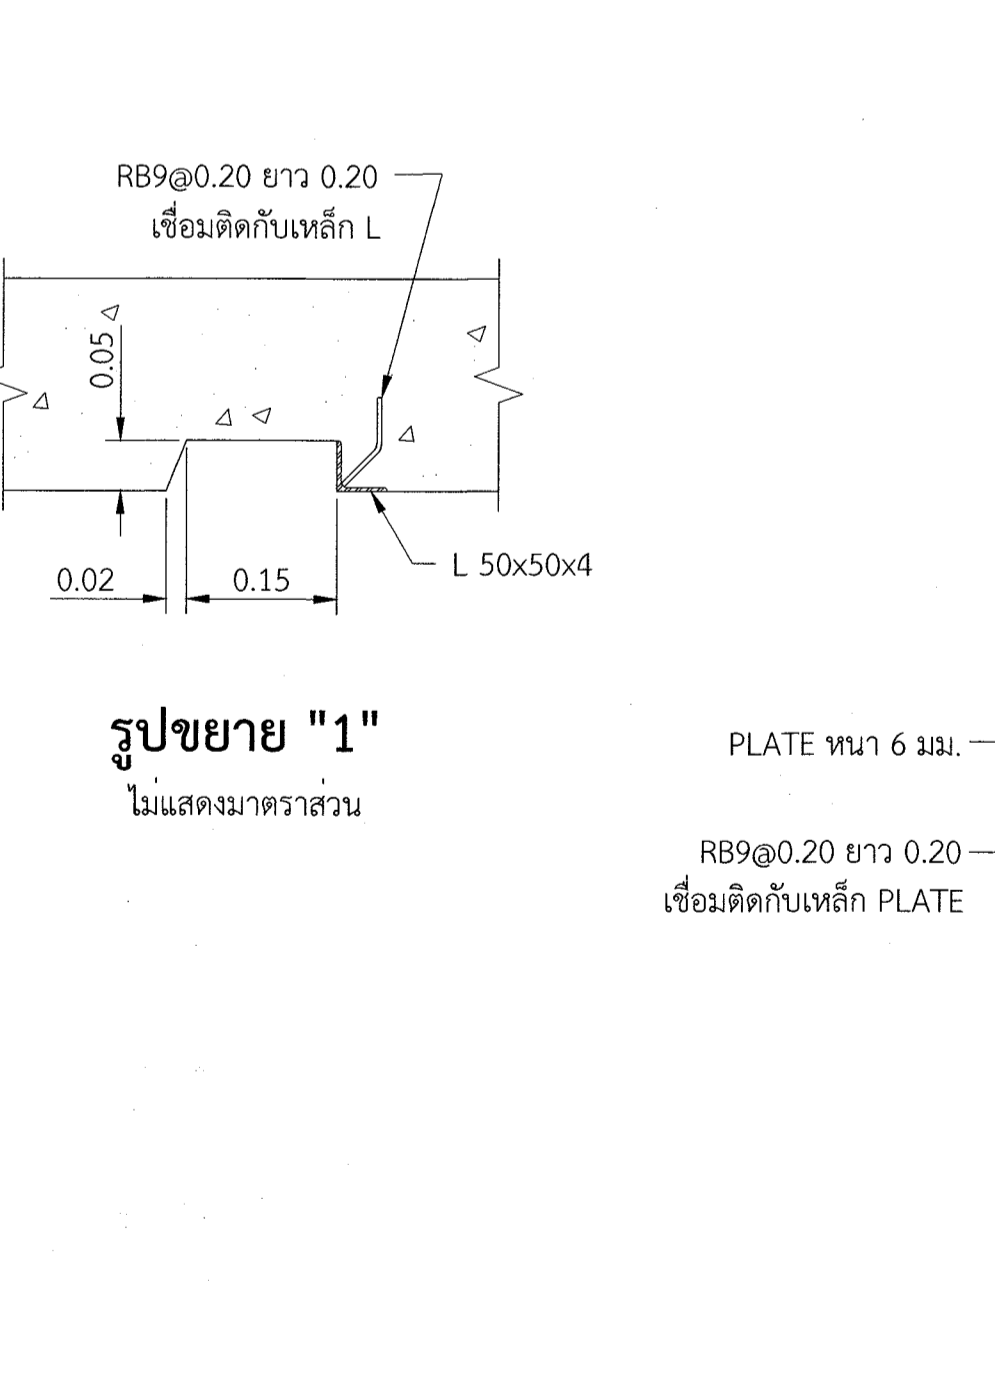 RB9@0.20 ยาว 0.20
เชื่อมติดกับเหล็ก L
0.05
L 50x50x4
0.02
0.15
รูปขยาย "1"
ไม่แสดงมาตราส่วน
PLATE หนา 6 มม.
RB9@0.20 ยาว 0.20
เชื่อมติดกับเหล็ก PLATE